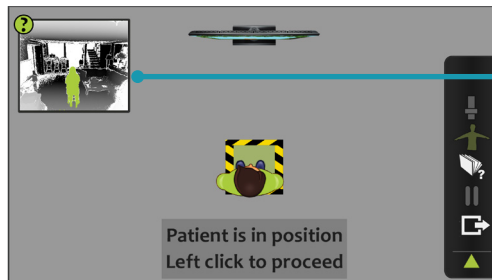 ?
Patient is in position
Left click to proceed
?